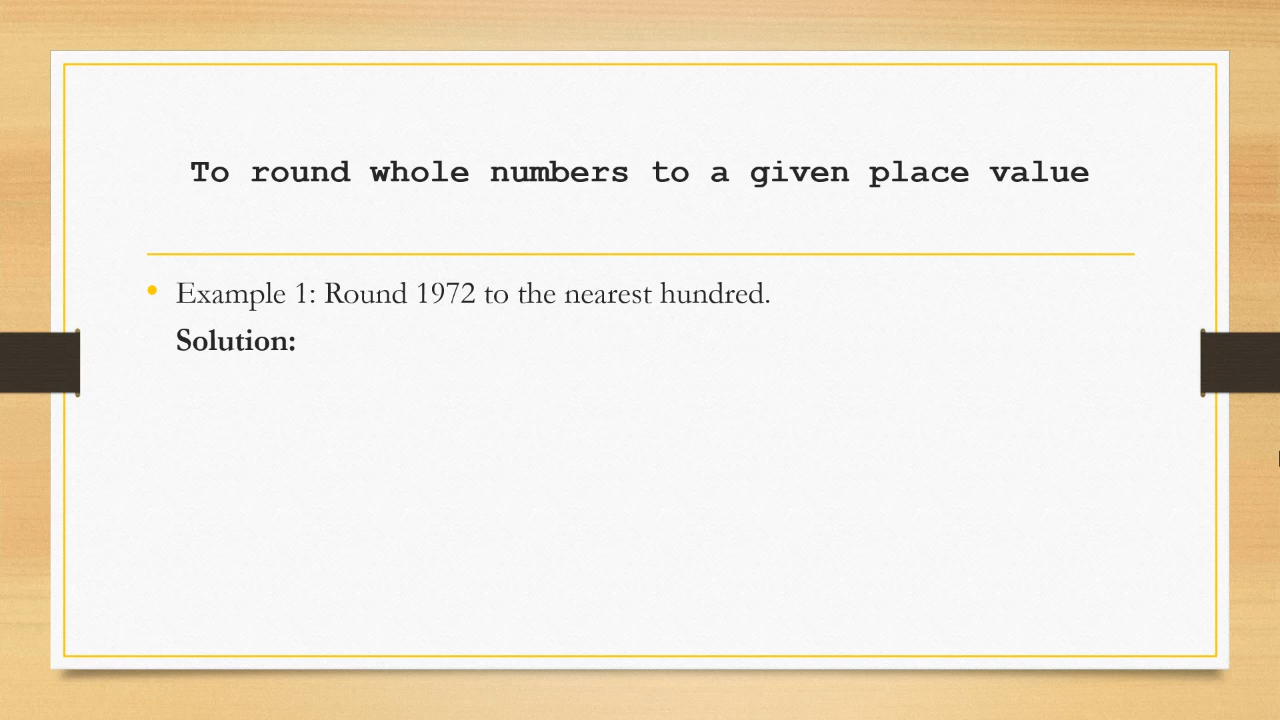 To round whole numbers to a given place value
• Example 1: Round 1972 to the nearest hundred.
Solution: